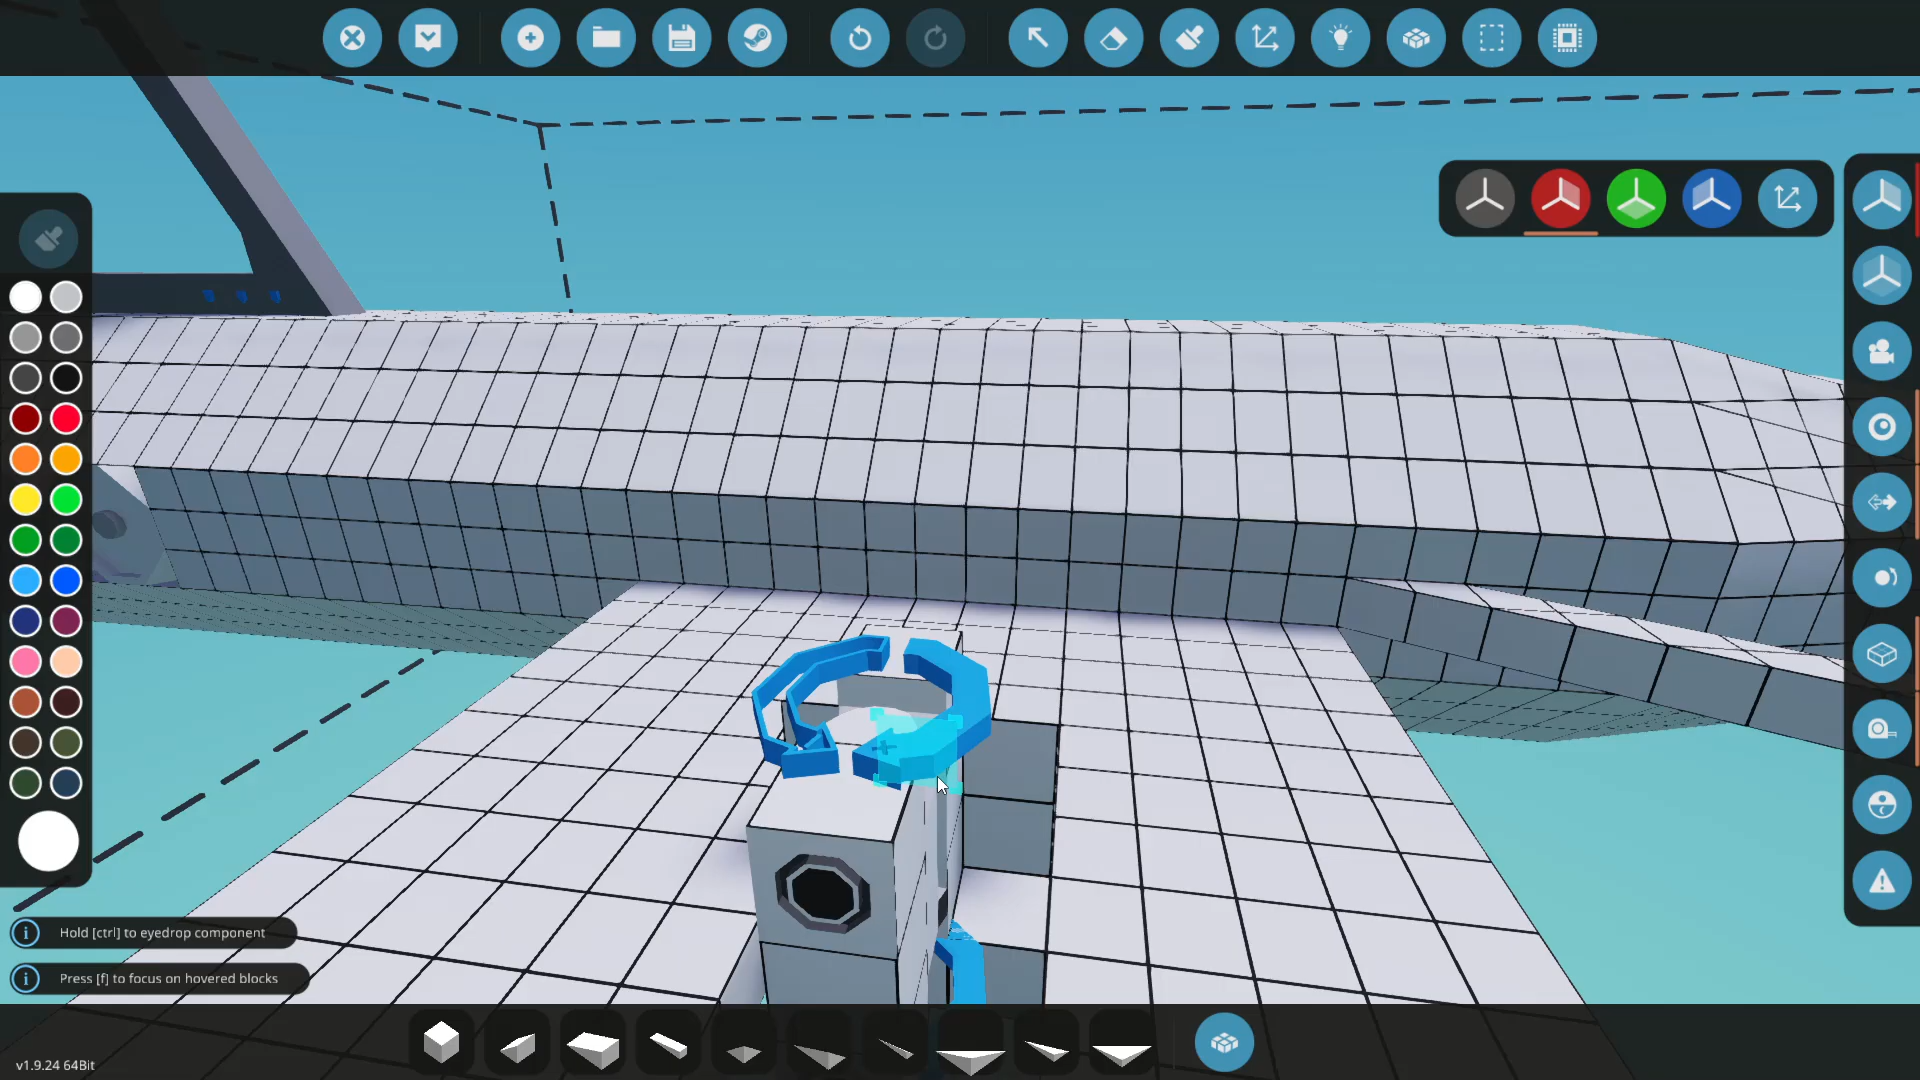 Hold [ctrl] to eyedrop component
Press [f] to focus on hovered blocks
v1.9.24 64Bit